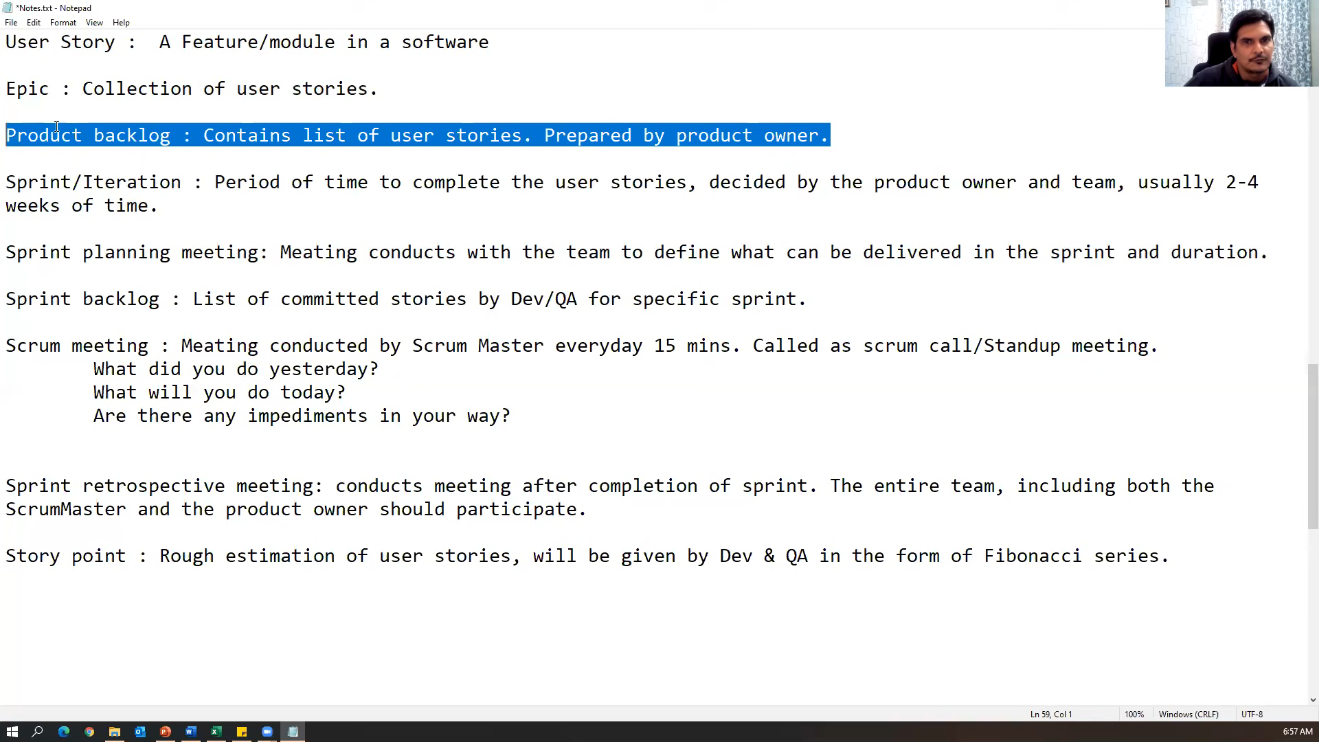 *Notes.txt - Notepad
File Edit Format View Help
User Story :  A Feature/module in a software
Epic : Collection of user stories.
Product backlog : Contains list of user stories. Prepared by product owner.
Sprint/Iteration : Period of time to complete the user stories, decided by the product owner and team, usually 2-4
weeks of time.
Sprint planning meeting: Meating conducts with the team to define what can be delivered in the sprint and duration.
Sprint backlog : List of committed stories by Dev/QA for specific sprint.
Scrum meeting : Meating conducted by Scrum Master everyday 15 mins. Called as scrum call/Standup meeting.
What did you do yesterday?
What will you do today?
Are there any impediments in your way?
Sprint retrospective meeting: conducts meeting after completion of sprint. The entire team, including both the
ScrumMaster and the product owner should participate.
Story point : Rough estimation of user stories, will be given by Dev & QA in the form of Fibonacci series.
Ln 59, Col 1 100% Windows (CRLF) UTF-8
6:57 AM